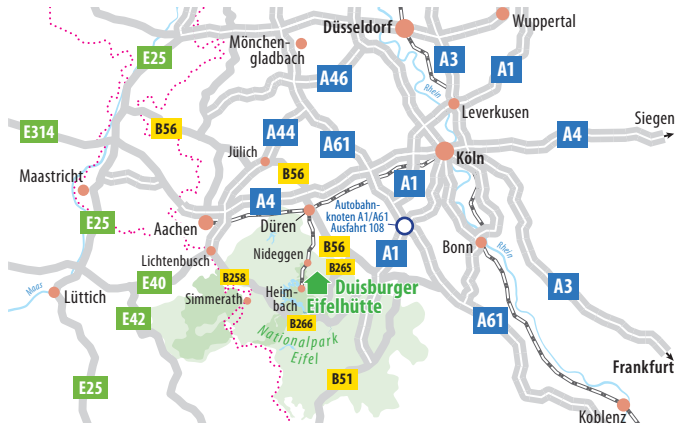 Düsseldorf
Wuppertal
Mönchen-
gladbach
E25
A3
A1
A46
Rhein
Leverkusen
Siegen
E314
B56
A44
A61
A4
Jülich
Köln
B56
Maastricht
A1
A4
Autobahn-
knoten A1/A61
Ausfahrt 108
E25
Aachen
Düren
B56
A1
Bonn
Rhein
Lichtenbusch
Nideggen
B265
E40
B258
Maas
Lüttich
Simmerath
Heim-
bach
Duisburger
Eifelhütte
A3
E42
B266
A61
Nationalpark
Eifel
E25
B51
Frankfurt
Koblenz